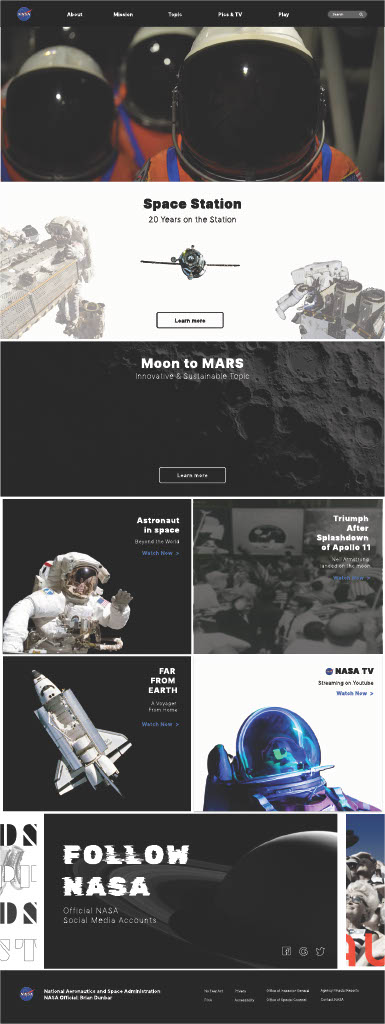 NASA
About
Mission
Topic
Pics & TV
Play
Search
Space Station
20 Years on the Station
Learn more
Moon to MARS
Innovative & Sustainable Topic
Learn more
Astronaut
in space
Beyond the World
Watch Now >
Triumph
After
Splashdown
of Apollo 11
Neil Armstrong
landed on the moon
Watch Now >
FAR
FROM
EARTH
A Voyager
From Home
Watch Now >
NASA TV
Streaming on Youtube
Watch Now >
FOLLOW
NASA
Official NASA
Social Media Accounts
National Aeronautics and Space Administration
NASA Official: Brian Dunbar
No Fear Act
Privacy
Office of Inspector General
Agency Privacy Reports
FOIA
Accessibility
Office of Special Counsel
Contact NASA